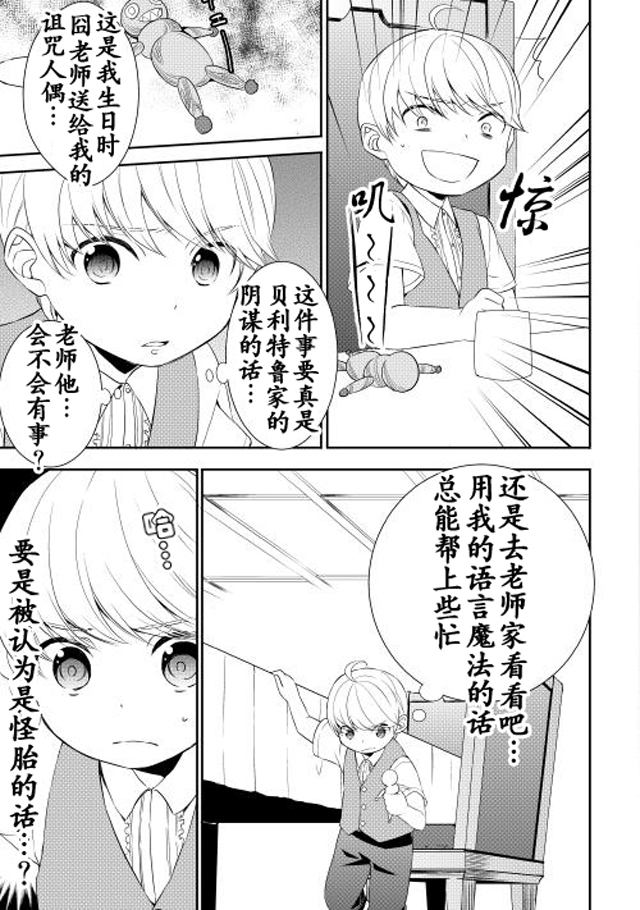 惊
叽~~~~
这是我生日时
囧老师送给我的
诅咒人偶…
这件事要真是
贝利特鲁家的
阴谋的话…
老师他…
会不会有事？
还是去老师家看看吧…
用我的语言魔法的话
总能帮上些忙
哈……
要是被认为是怪胎的话…？